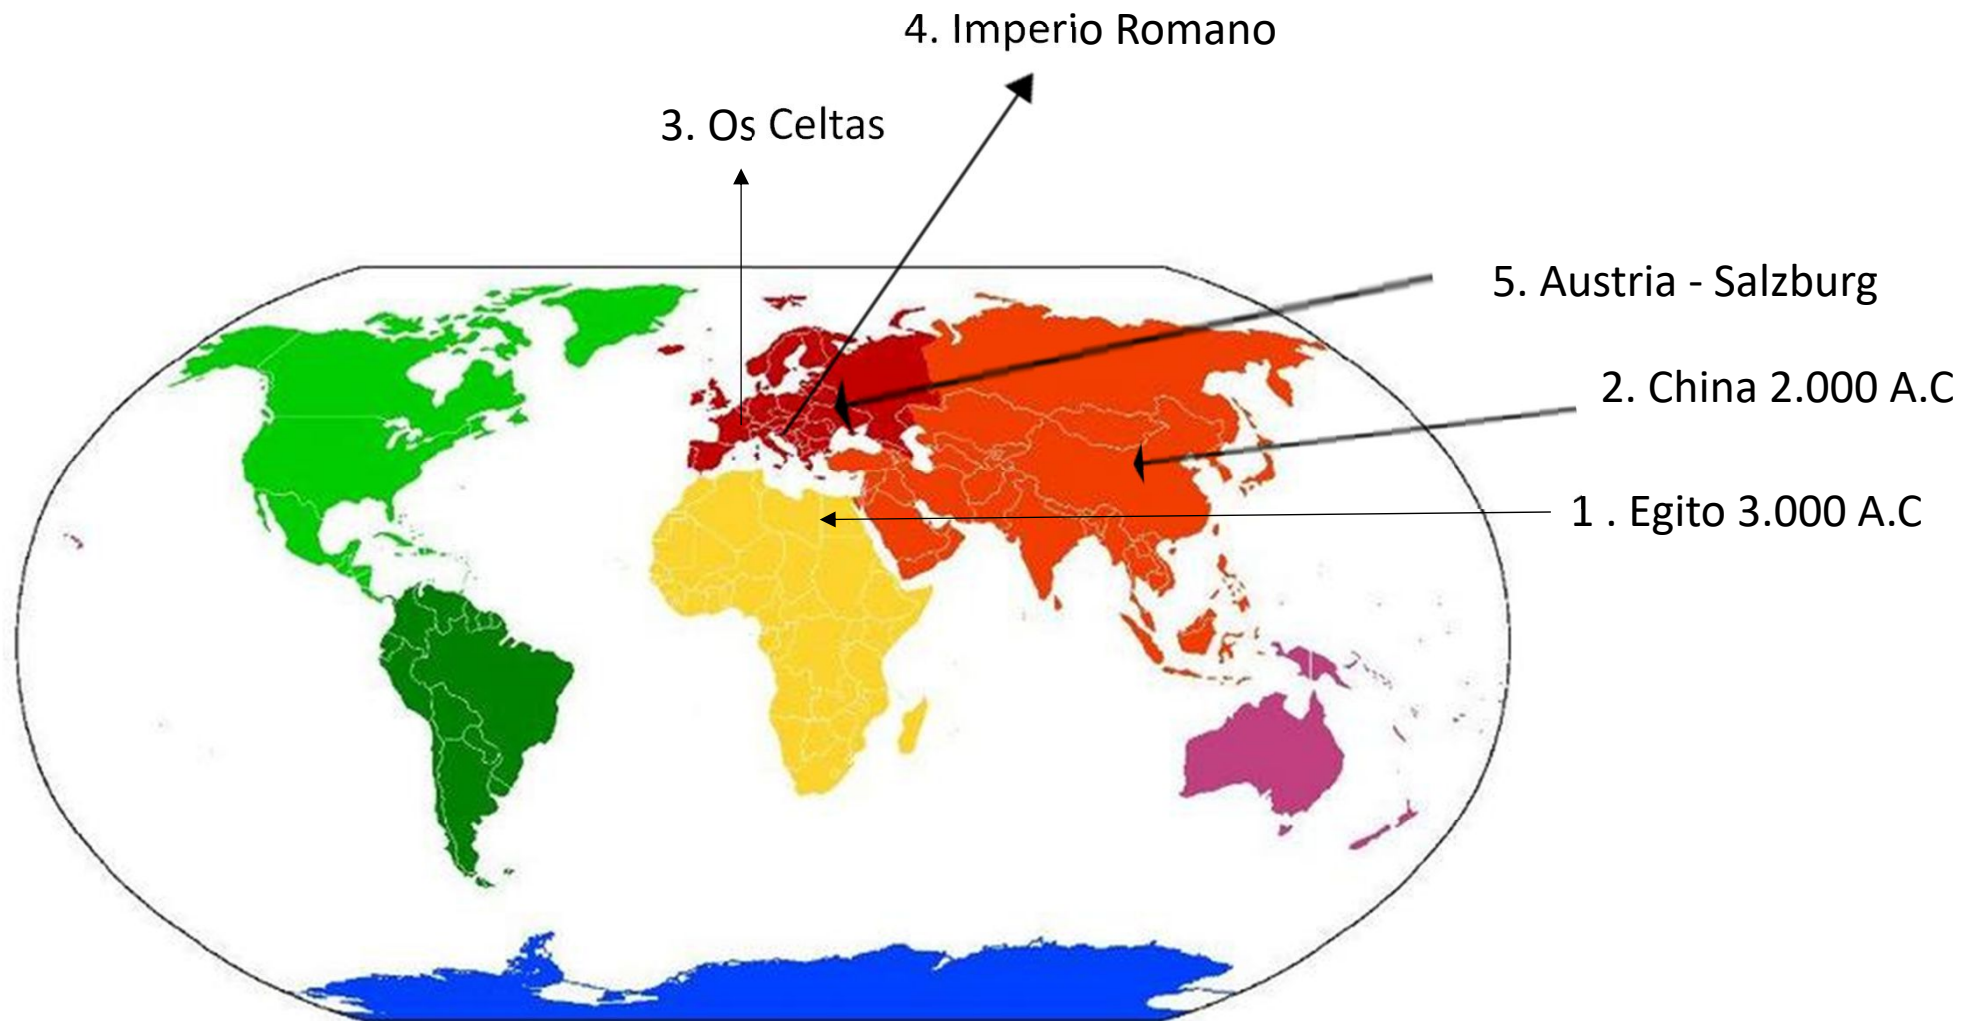 4. Imperio Romano
3. Os Celtas
5. Austria - Salzburg
2. China 2.000 A.C
1 . Egito 3.000 A.C